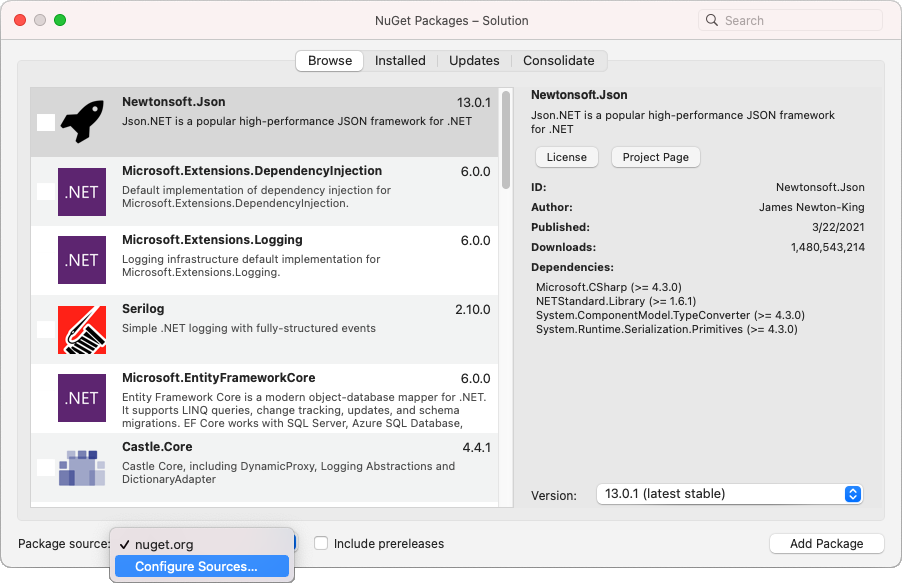 NuGet Packages – Solution
Search
Browse
Installed
Updates
Consolidate
Newtonsoft.Json
13.0.1
Json.NET is a popular high-performance JSON framework for .NET
.NET
Microsoft.Extensions.DependencyInjection
6.0.0
Default implementation of dependency injection for
Microsoft.Extensions.DependencyInjection.
.NET
Microsoft.Extensions.Logging
6.0.0
Logging infrastructure default implementation for
Microsoft.Extensions.Logging.
Serilog
2.10.0
Simple .NET logging with fully-structured events
.NET
Microsoft.EntityFrameworkCore
6.0.0
Entity Framework Core is a modern object-database mapper for .NET.
It supports LINQ queries, change tracking, updates, and schema
migrations. EF Core works with SQL Server, Azure SQL Database,
Castle.Core
4.4.1
Castle Core, including DynamicProxy, Logging Abstractions and
DictionaryAdapter
Newtonsoft.Json
Json.NET is a popular high-performance JSON framework
for .NET
License
Project Page
ID:
Newtonsoft.Json
Author:
James Newton-King
Published:
3/22/2021
Downloads:
1,480,543,214
Dependencies:
Microsoft.CSharp (>= 4.3.0)
NETStandard.Library (>= 1.6.1)
System.ComponentModel.TypeConverter (>= 4.3.0)
System.Runtime.Serialization.Primitives (>= 4.3.0)
Version:
13.0.1 (latest stable)
Package source:
✓ nuget.org
Configure Sources...
Include prereleases
Add Package